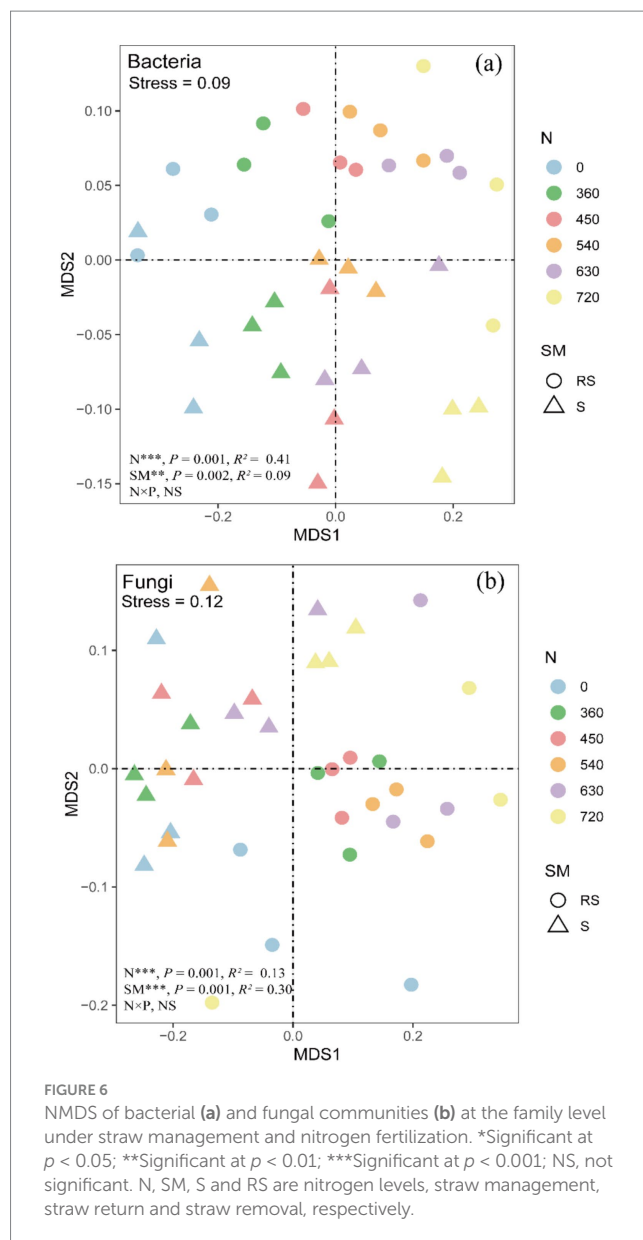 Bacteria
Stress = 0.09
(a)
0.10
0.05
0.00
−0.05
−0.10
−0.15
MDS2
N***, P = 0.001, R² = 0.41
SM**, P = 0.002, R² = 0.09
N×P, NS
−0.2
0.0
0.2
MDS1
N
0
360
450
540
630
720
SM
RS
S
Fungi
Stress = 0.12
(b)
0.1
0.0
−0.1
−0.2
MDS2
N***, P = 0.001, R² = 0.13
SM***, P = 0.001, R² = 0.30
N×P, NS
−0.2
0.0
0.2
MDS1
N
0
360
450
540
630
720
SM
RS
S
FIGURE 6
NMDS of bacterial (a) and fungal communities (b) at the family level
under straw management and nitrogen fertilization. *Significant at
p < 0.05; **Significant at p < 0.01; ***Significant at p < 0.001; NS, not
significant. N, SM, S and RS are nitrogen levels, straw management,
straw return and straw removal, respectively.